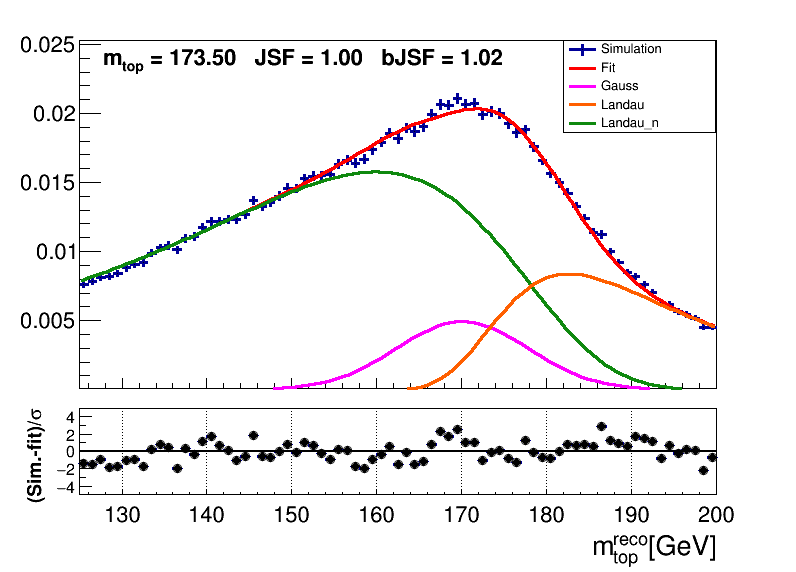 m_top = 173.50 JSF = 1.00 bJSF = 1.02
Simulation
Fit
Gauss
Landau
Landau_n
0.025
0.02
0.015
0.01
0.005
(Sim.-fit)/σ
4
2
0
−2
−4
130 140 150 160 170 180 190 200
m_top^reco[GeV]